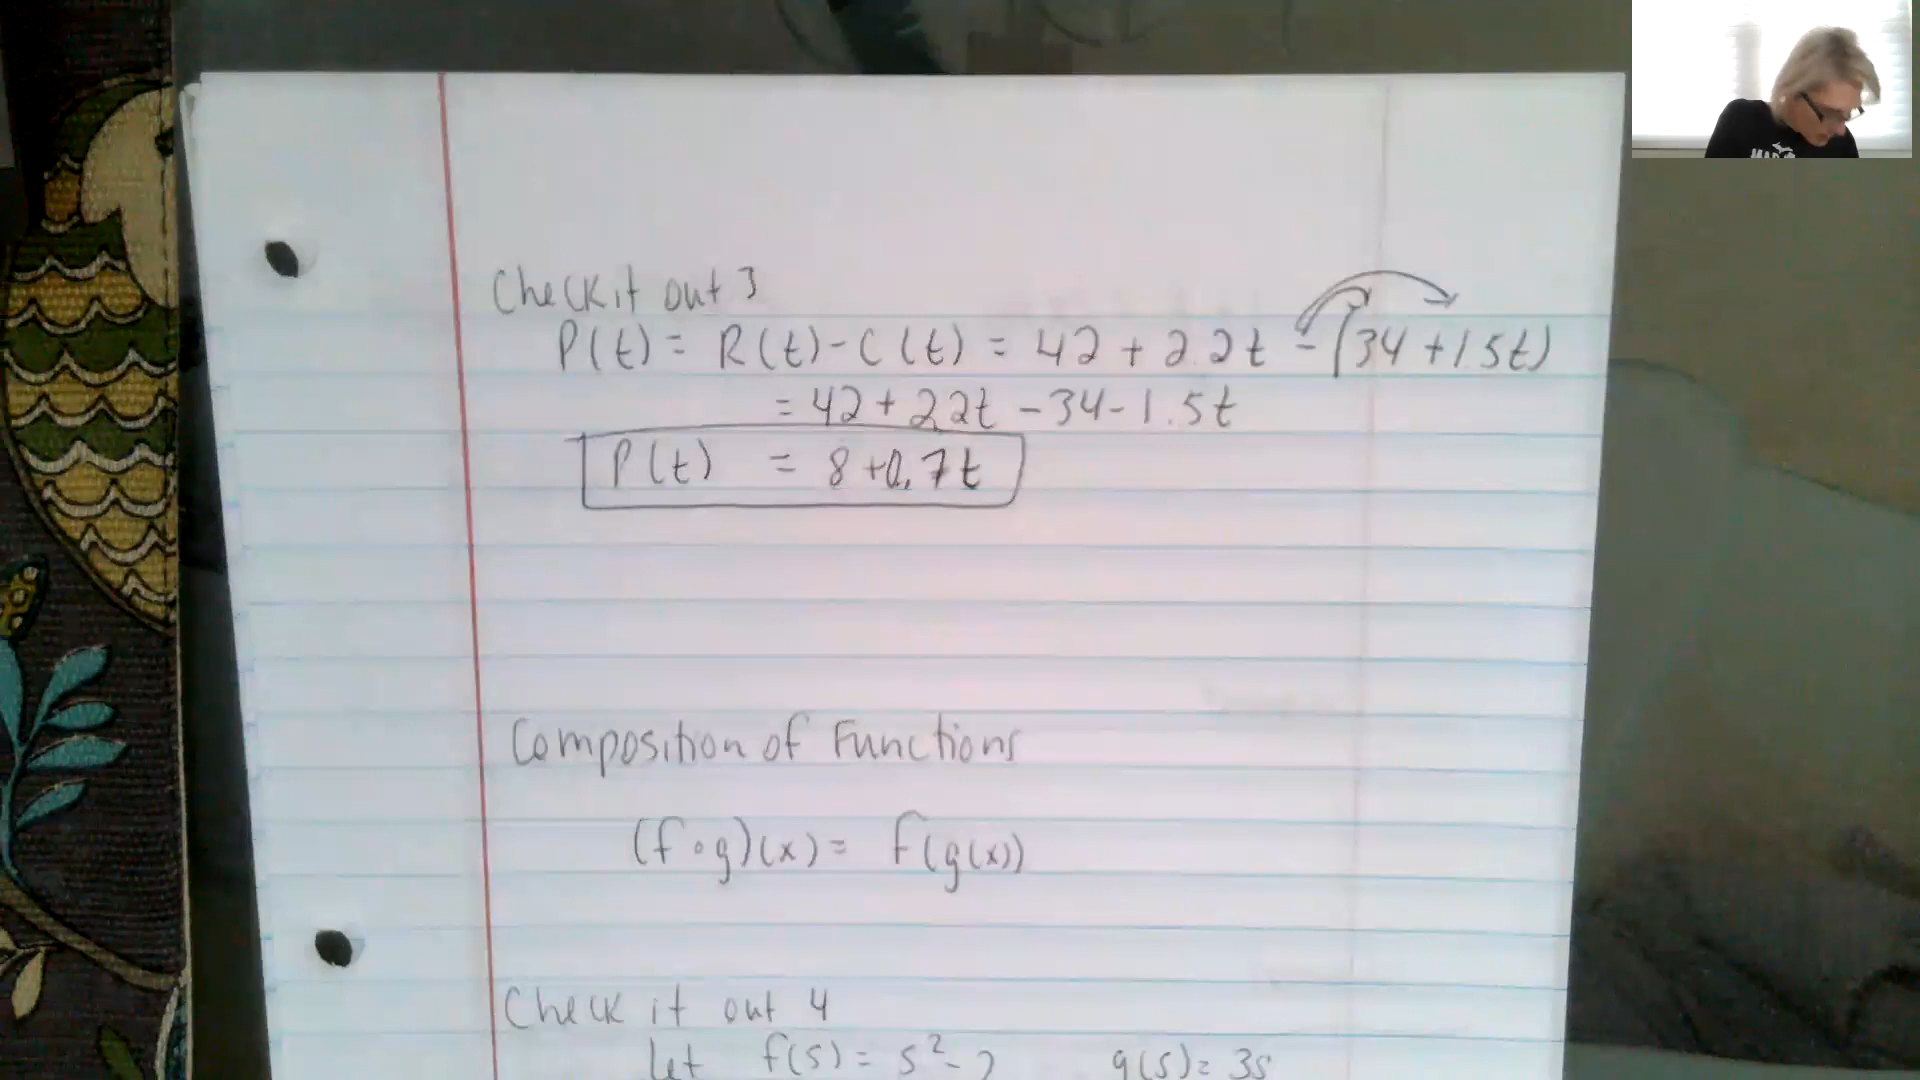 Check it out 3
P(t) = R(t) - C(t) = 42 + 2.2t - (34 + 1.5t)
= 42 + 2.2t - 34 - 1.5t
P(t) = 8 + 0.7t
Composition of Functions
(f∘g)(x) = f(g(x))
Check it out 4
Let f(s) = s² - 2 g(s) = 3s